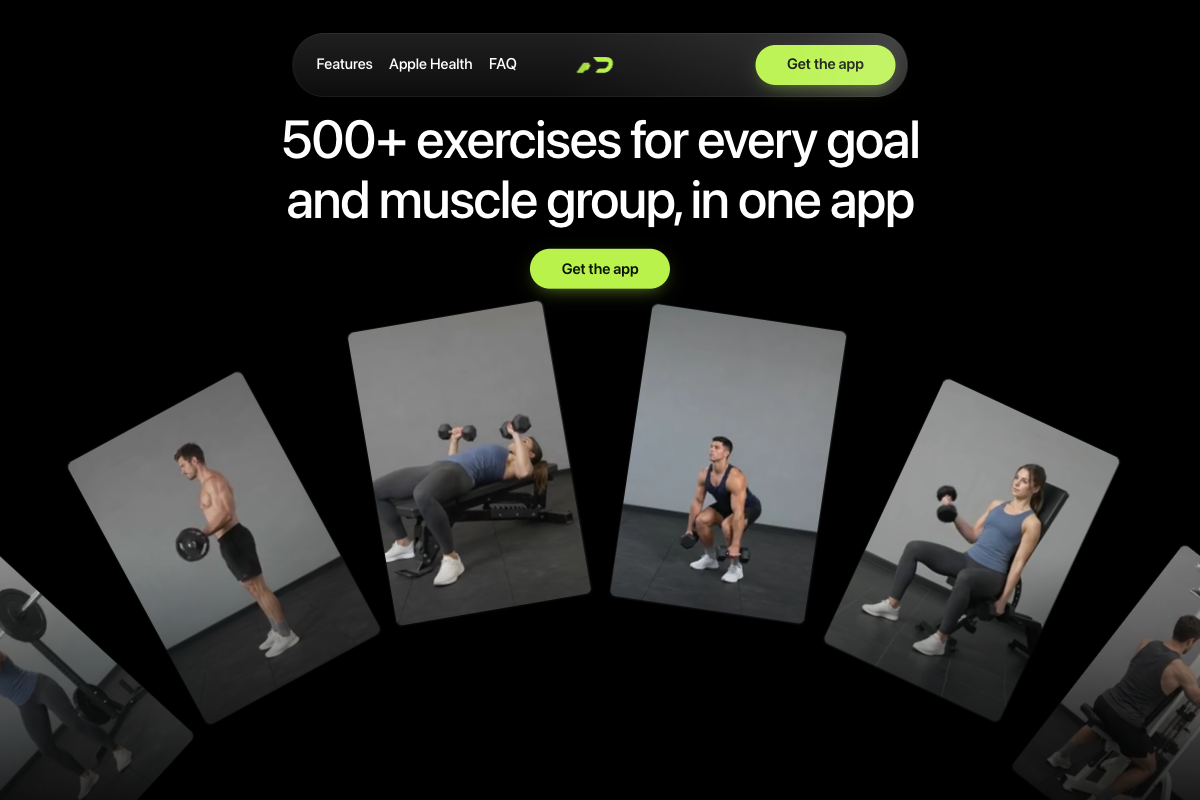 Features
Apple Health
FAQ
Get the app
500+ exercises for every goal
and muscle group, in one app
Get the app